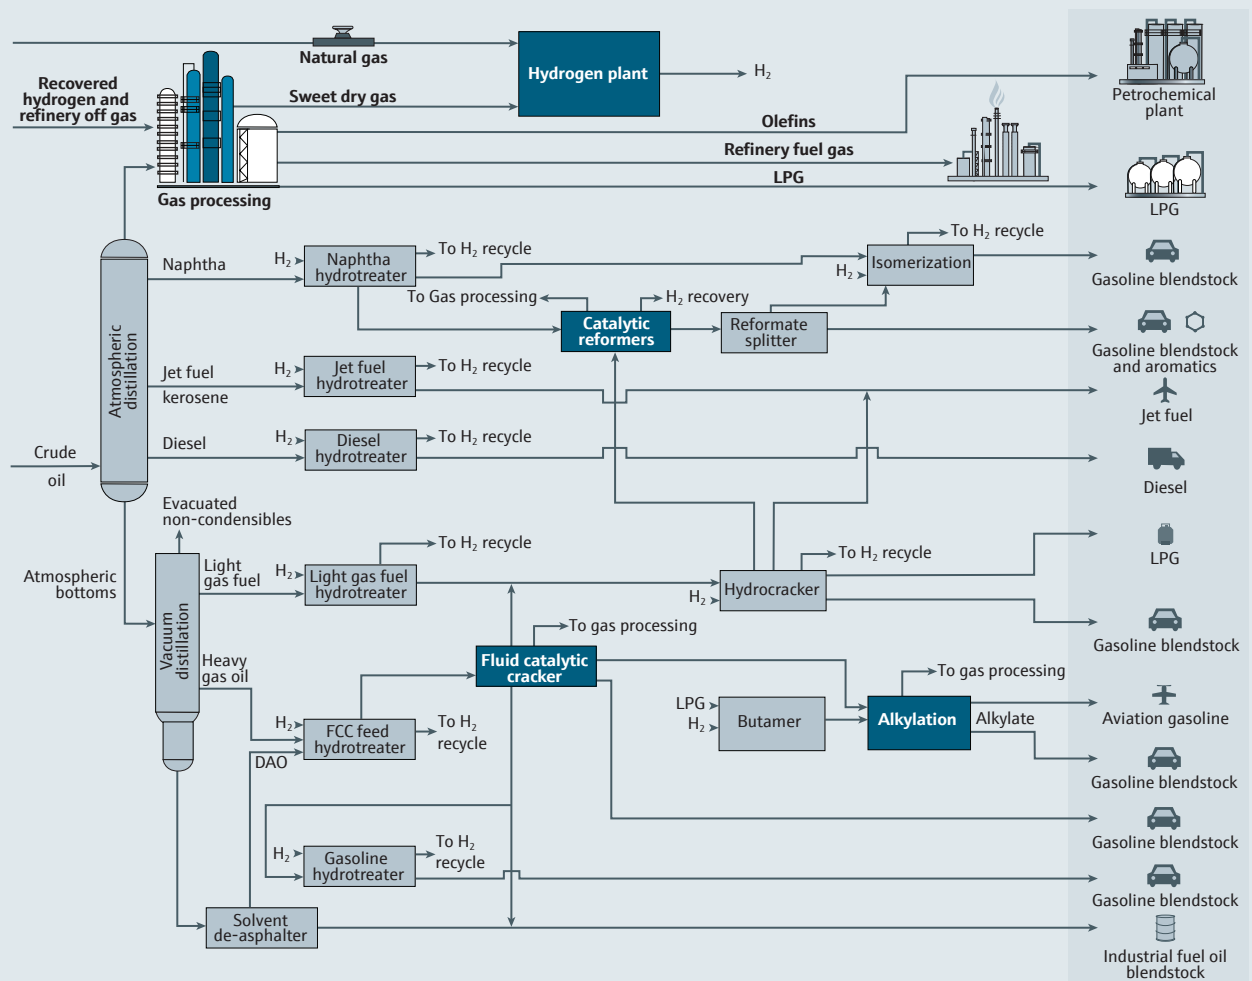 Natural gas
Hydrogen plant
H₂
Petrochemical
plant
Recovered
hydrogen and
refinery off gas
Sweet dry gas
Olefins
Refinery fuel gas
LPG
Gas processing
LPG
Naphtha
H₂
Naphtha
hydrotreater
To H₂ recycle
To H₂ recycle
Isomerization
H₂
Gasoline blendstock
To Gas processing
H₂ recovery
Catalytic
reformers
Reformate
splitter
Gasoline blendstock
and aromatics
Atmospheric
distillation
Jet fuel
kerosene
H₂
Jet fuel
hydrotreater
To H₂ recycle
Jet fuel
Diesel
H₂
Diesel
hydrotreater
To H₂ recycle
Diesel
Crude
oil
Evacuated
non-condensibles
Atmospheric
bottoms
Vacuum
distillation
Light
gas fuel
H₂
Light gas fuel
hydrotreater
To H₂ recycle
To H₂ recycle
H₂
Hydrocracker
LPG
Gasoline blendstock
To gas processing
Fluid catalytic
cracker
Heavy
gas oil
H₂
FCC feed
hydrotreater
To H₂
recycle
DAO
LPG
H₂
Butamer
Alkylation
To gas processing
Alkylate
Aviation gasoline
Gasoline blendstock
Gasoline blendstock
H₂
Gasoline
hydrotreater
To H₂
recycle
Gasoline blendstock
Solvent
de-asphalter
Industrial fuel oil
blendstock